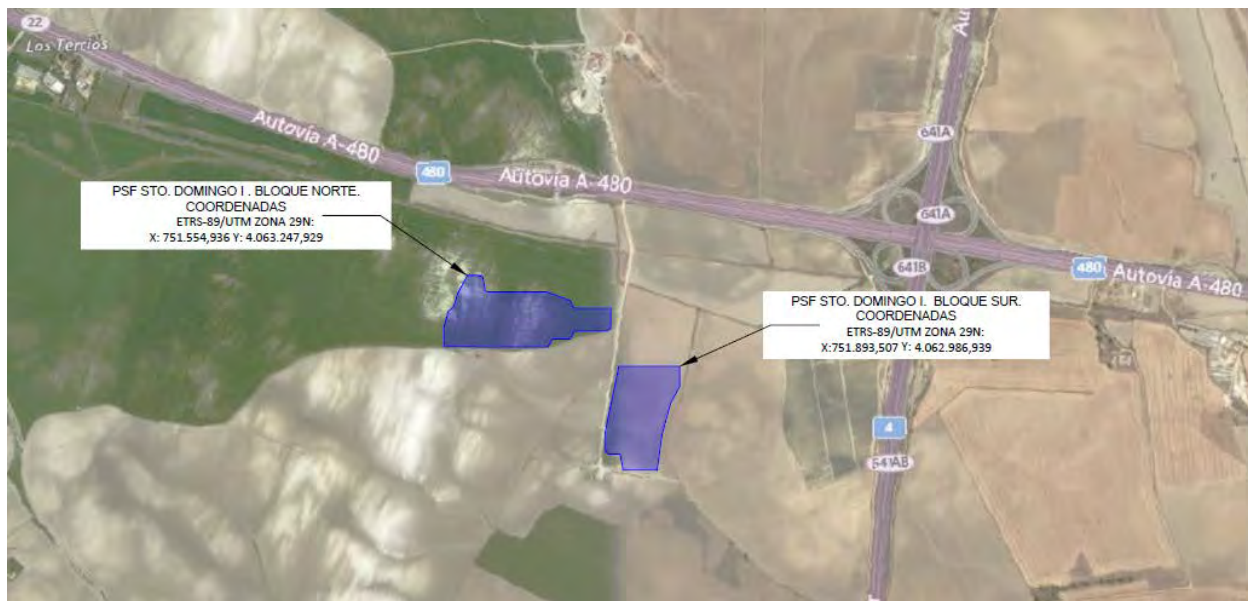 22
Los Tercios
Autovía A-480
480
Autovía A-480
641A
641A
641B
480
Autovía A-480
PSF STO. DOMINGO I . BLOQUE NORTE.
COORDENADAS
ETRS-89/UTM ZONA 29N:
X: 751.554,936 Y: 4.063.247,929
PSF STO. DOMINGO I. BLOQUE SUR.
COORDENADAS
ETRS-89/UTM ZONA 29N:
X:751.893,507 Y: 4.062.986,939
4
641AB